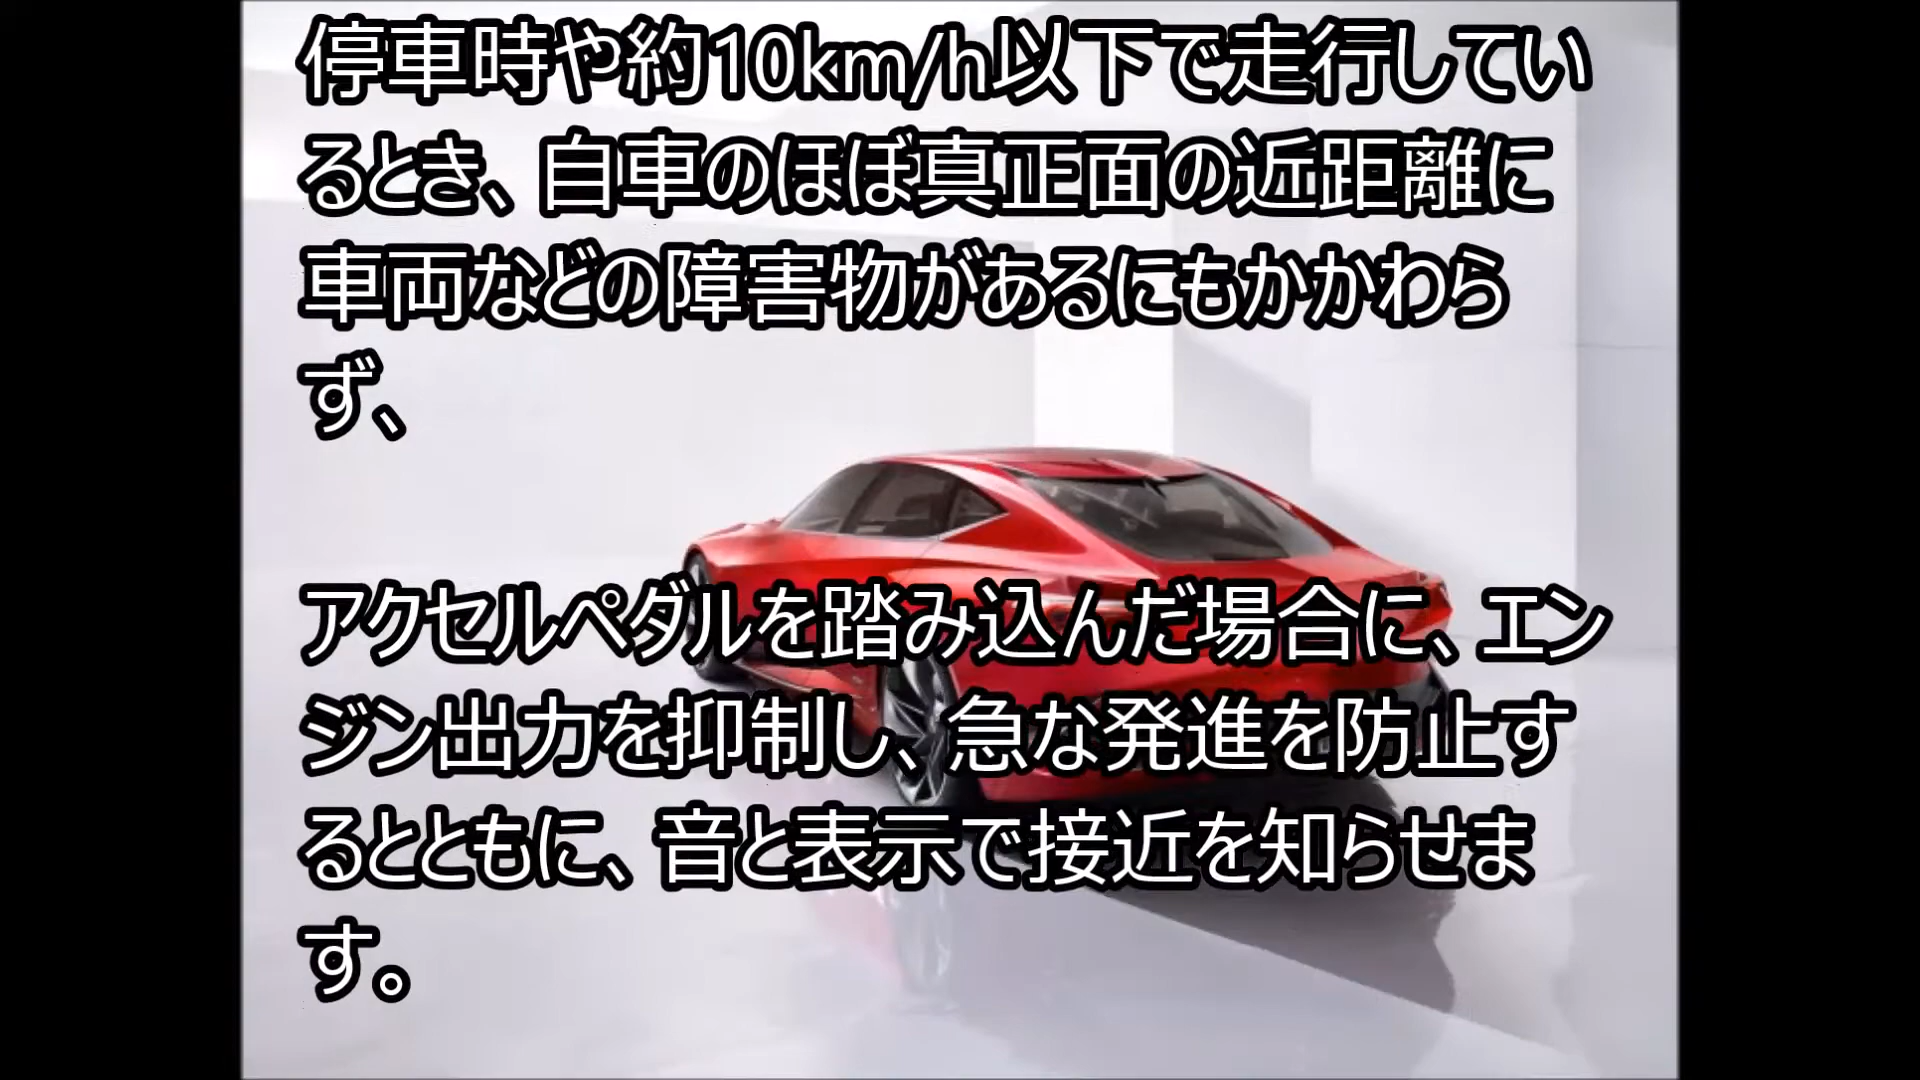 停車時や約10km/h以下で走行してい
るとき、自車のほぼ真正面の近距離に
車両などの障害物があるにもかかわら
ず、
アクセルペダルを踏み込んだ場合に、エン
ジン出力を抑制し、急な発進を防止す
るとともに、音と表示で接近を知らせま
す。